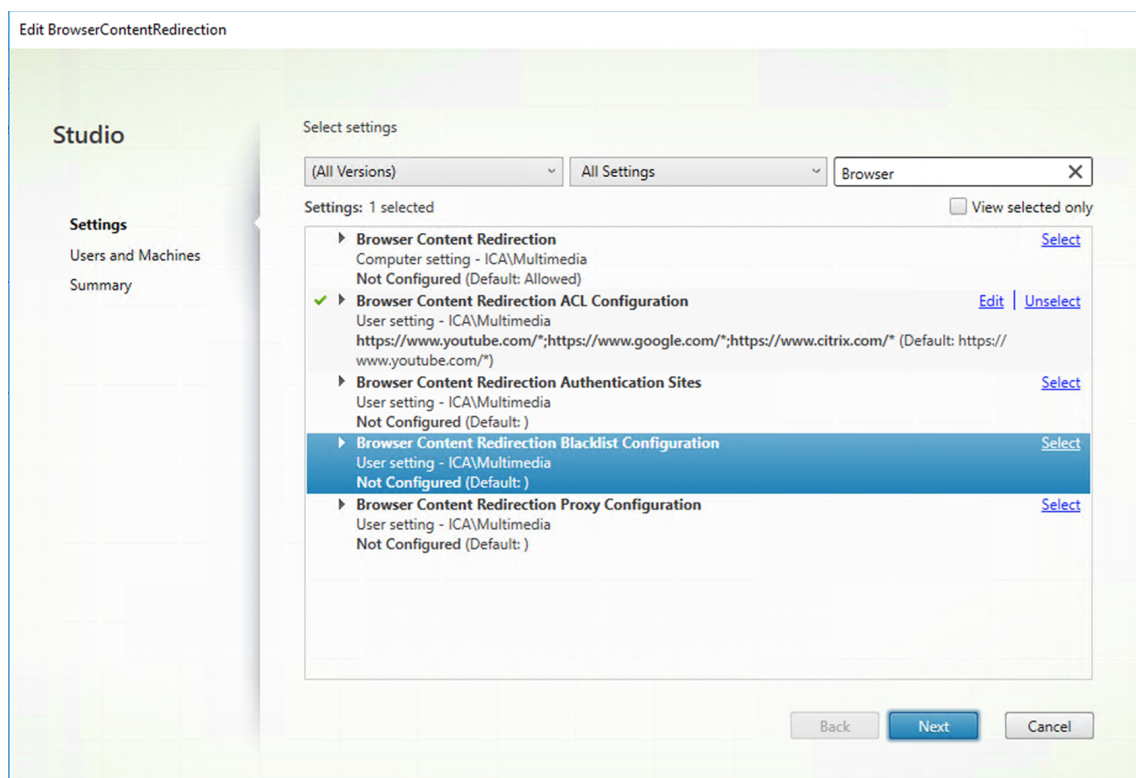 Edit BrowserContentRedirection
Studio
Settings
Users and Machines
Summary
Select settings
(All Versions)
All Settings
Browser
Settings: 1 selected
View selected only
Browser Content Redirection
Select
Computer setting - ICA\Multimedia
Not Configured (Default: Allowed)
Browser Content Redirection ACL Configuration
Edit | Unselect
User setting - ICA\Multimedia
https://www.youtube.com/*;https://www.google.com/*;https://www.citrix.com/* (Default: https://
www.youtube.com/*)
Browser Content Redirection Authentication Sites
Select
User setting - ICA\Multimedia
Not Configured (Default: )
Browser Content Redirection Blacklist Configuration
Select
User setting - ICA\Multimedia
Not Configured (Default: )
Browser Content Redirection Proxy Configuration
Select
User setting - ICA\Multimedia
Not Configured (Default: )
Back
Next
Cancel